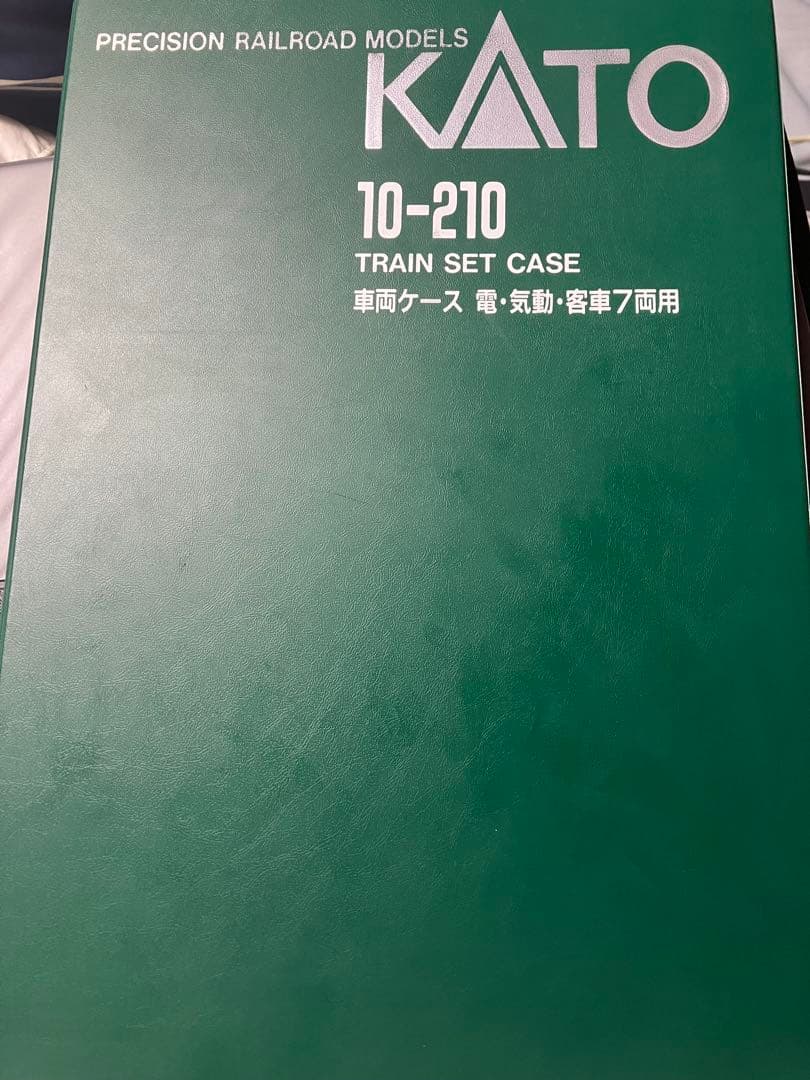 PRECISION RAILROAD MODELS
KATO
10-210
TRAIN SET CASE
車両ケース 電・気動・客車7両用